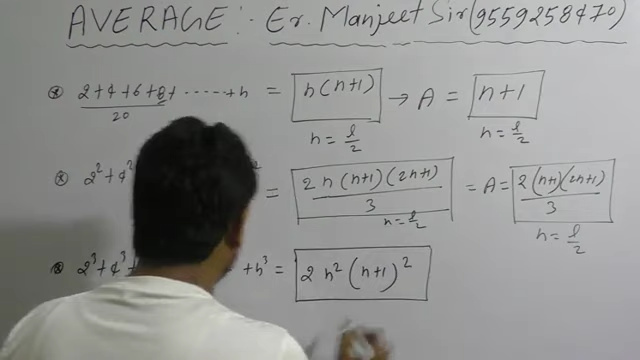 AVERAGE:- Er. Manjeet Sir (9559258470)
* 2+4+6+8+ ...... +n = n(n+1) → A = n+1
20
n = l/2 n = l/2
* 2²+4² ² = 2n(n+1)(2n+1)/3 = A = 2(n+1)(2n+1)/3
n = l/2
n = l/2
* 2³+4³+ +n³ = 2n²(n+1)²